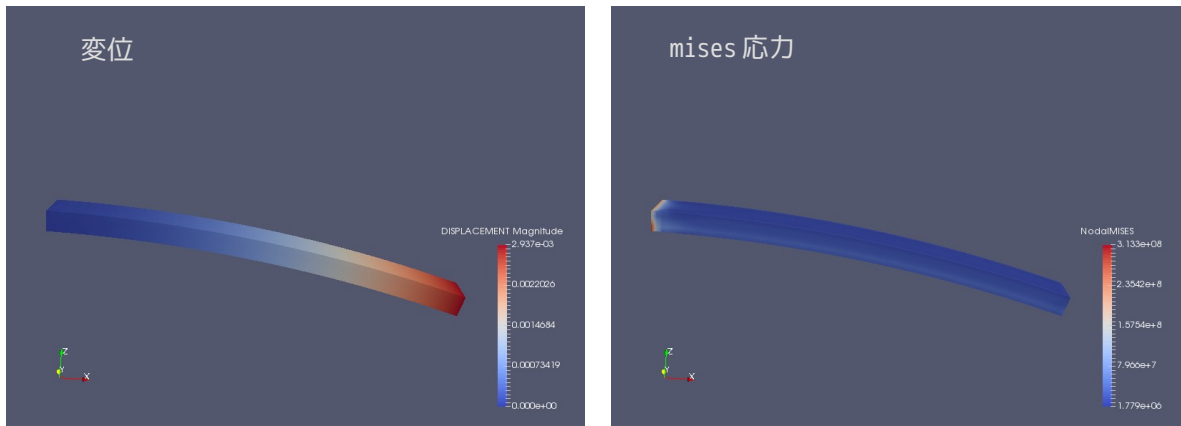 変位
DISPLACEMENT Magnitude
2.937e-03
0.0022026
0.0014684
0.00073419
0.000e+00
Z
Y
X
mises 応力
NodalMISES
3.133e+08
2.3542e+8
1.5754e+8
7.966e+7
1.779e+06
Z
Y
X